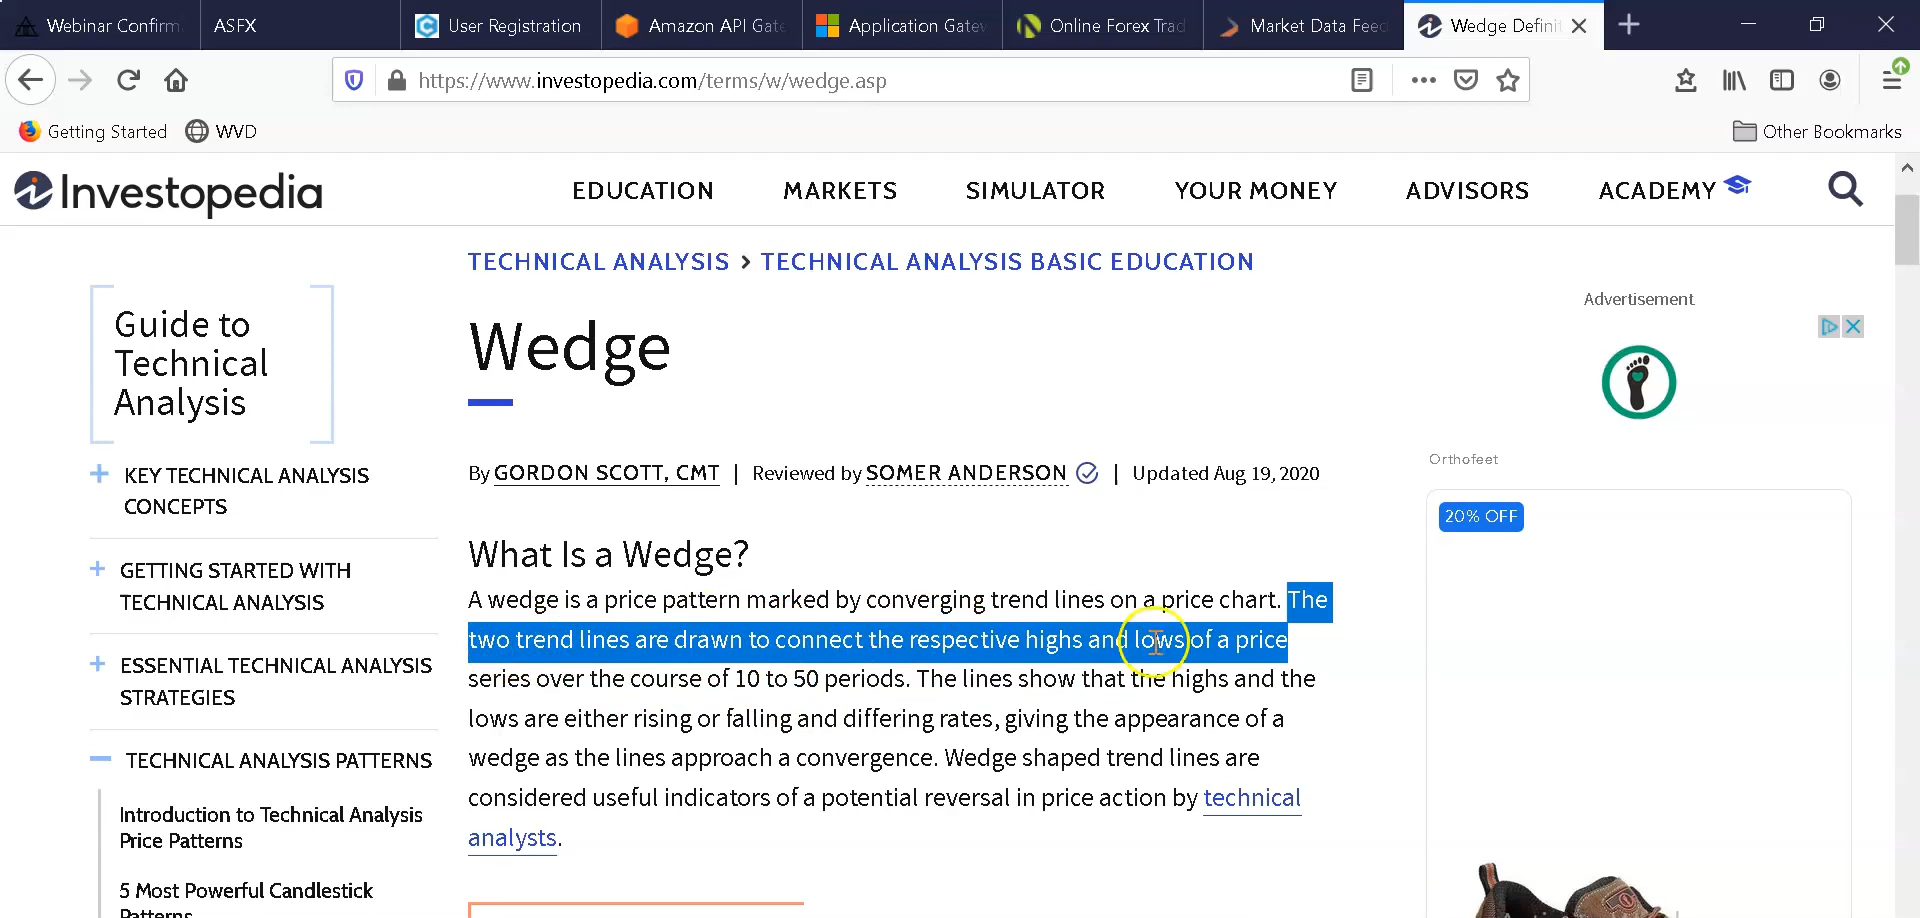 Webinar Confirm
ASFX
User Registration
Amazon API Gate
Application Gatew
Online Forex Trad
Market Data Feed
Wedge Definit
https://www.investopedia.com/terms/w/wedge.asp
Getting Started
WVD
Other Bookmarks
Investopedia
EDUCATION
MARKETS
SIMULATOR
YOUR MONEY
ADVISORS
ACADEMY
TECHNICAL ANALYSIS > TECHNICAL ANALYSIS BASIC EDUCATION
Guide to
Technical
Analysis
KEY TECHNICAL ANALYSIS
CONCEPTS
GETTING STARTED WITH
TECHNICAL ANALYSIS
ESSENTIAL TECHNICAL ANALYSIS
STRATEGIES
TECHNICAL ANALYSIS PATTERNS
Introduction to Technical Analysis
Price Patterns
5 Most Powerful Candlestick
Patterns
Wedge
By GORDON SCOTT, CMT | Reviewed by SOMER ANDERSON | Updated Aug 19, 2020
What Is a Wedge?
A wedge is a price pattern marked by converging trend lines on a price chart. The
two trend lines are drawn to connect the respective highs and lows of a price
series over the course of 10 to 50 periods. The lines show that the highs and the
lows are either rising or falling and differing rates, giving the appearance of a
wedge as the lines approach a convergence. Wedge shaped trend lines are
considered useful indicators of a potential reversal in price action by technical
analysts.
Advertisement
Orthofeet
20% OFF